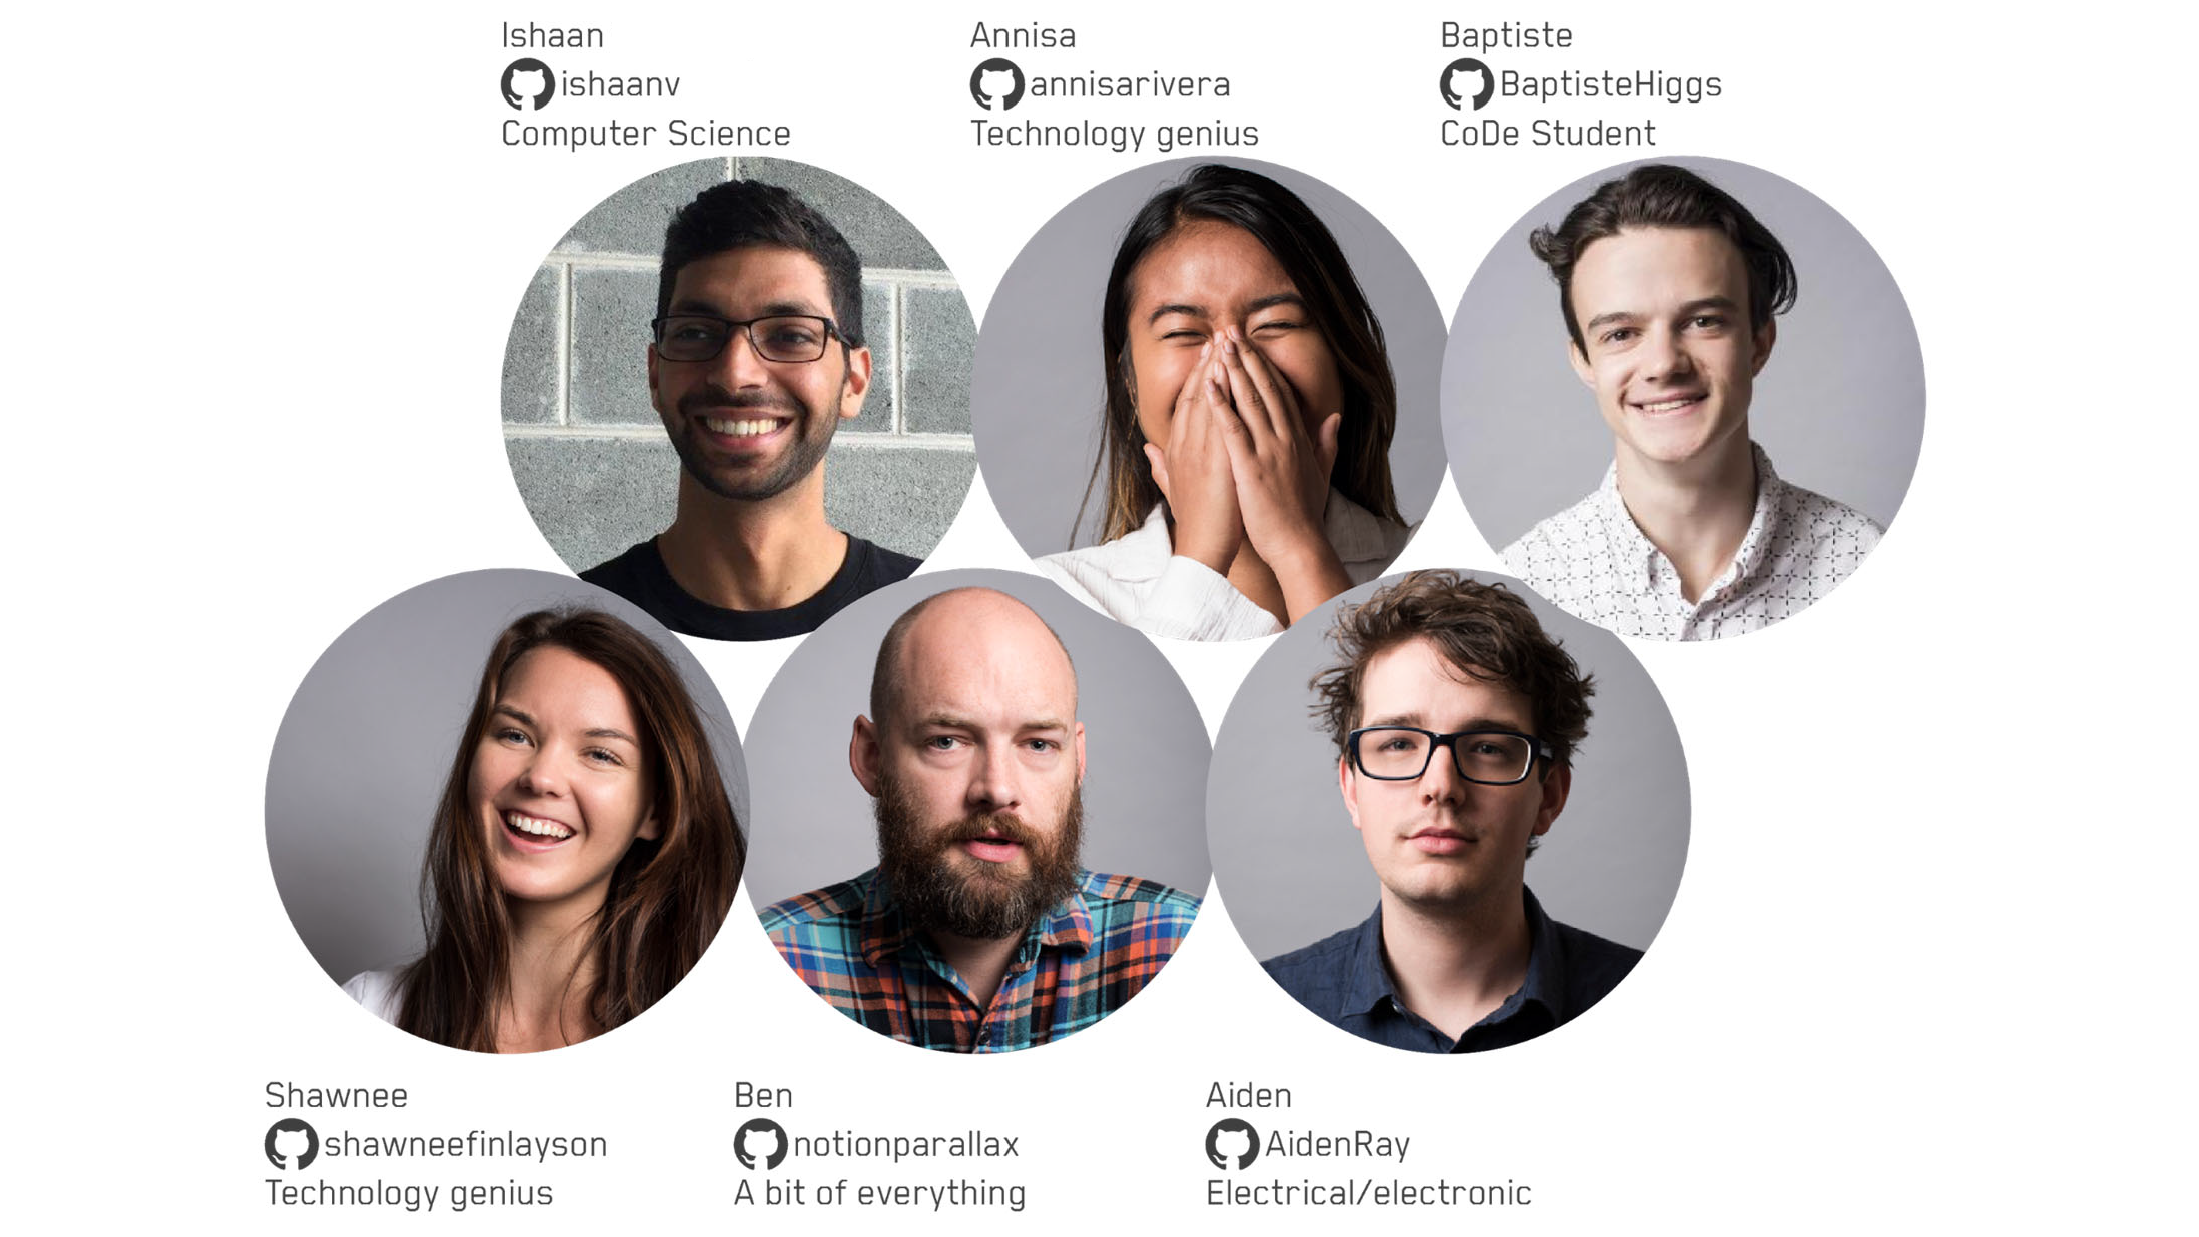 Ishaan
ishaanv
Computer Science
Annisa
annisarivera
Technology genius
Baptiste
BaptisteHiggs
CoDe Student
Shawnee
shawneefinlayson
Technology genius
Ben
notionparallax
A bit of everything
Aiden
AidenRay
Electrical/electronic